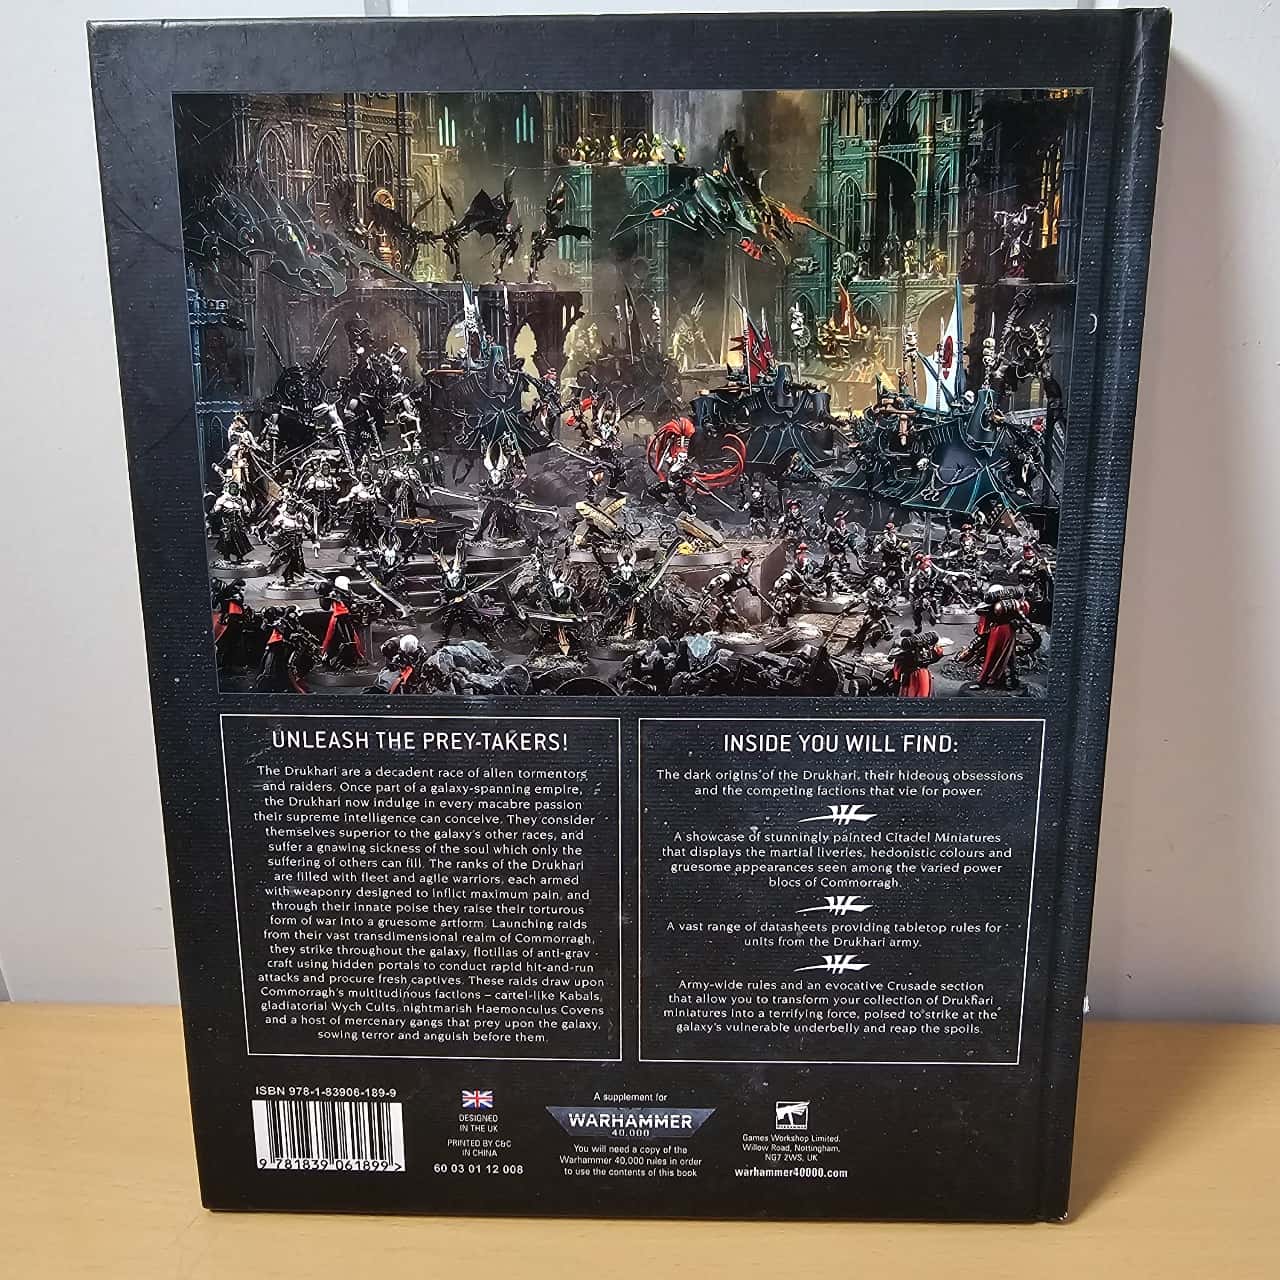 UNLEASH THE PREY-TAKERS!
The Drukhari are a decadent race of alien tormentors
and raiders. Once part of a galaxy-spanning empire,
the Drukhari now indulge in every macabre passion
their supreme intelligence can conceive. They consider
themselves superior to the galaxy's other races, and
suffer a gnawing sickness of the soul which only the
suffering of others can fill. The ranks of the Drukhari
are filled with fleet and agile warriors, each armed
with weaponry designed to inflict maximum pain, and
through their innate poise they raise their torturous
form of war into a gruesome artform. Launching raids
from their vast transdimensional realm of Commorragh,
they strike throughout the galaxy, flotillas of anti-grav
craft using hidden portals to conduct rapid hit-and-run
attacks and procure fresh captives. These raids draw upon
Commorragh's multitudinous factions – cartel-like Kabals,
gladiatorial Wych Cults, nightmarish Haemonculus Covens
and a host of mercenary gangs that prey upon the galaxy,
sowing terror and anguish before them.
INSIDE YOU WILL FIND:
The dark origins of the Drukhari, their hideous obsessions
and the competing factions that vie for power.
A showcase of stunningly painted Citadel Miniatures
that displays the martial liveries, hedonistic colours and
gruesome appearances seen among the varied power
blocs of Commorragh.
A vast range of datasheets providing tabletop rules for
units from the Drukhari army.
Army-wide rules and an evocative Crusade section
that allow you to transform your collection of Drukhari
miniatures into a terrifying force, poised to strike at the
galaxy's vulnerable underbelly and reap the spoils.
ISBN 978-1-83906-189-9
9 781839 061899 >
DESIGNED
IN THE UK
PRINTED BY C&C
IN CHINA
60 03 01 12 008
A supplement for
WARHAMMER
40,000
You will need a copy of the
Warhammer 40,000 rules in order
to use the contents of this book
WARHAMMER
Games Workshop Limited,
Willow Road, Nottingham,
NG7 2WS, UK
warhammer40000.com